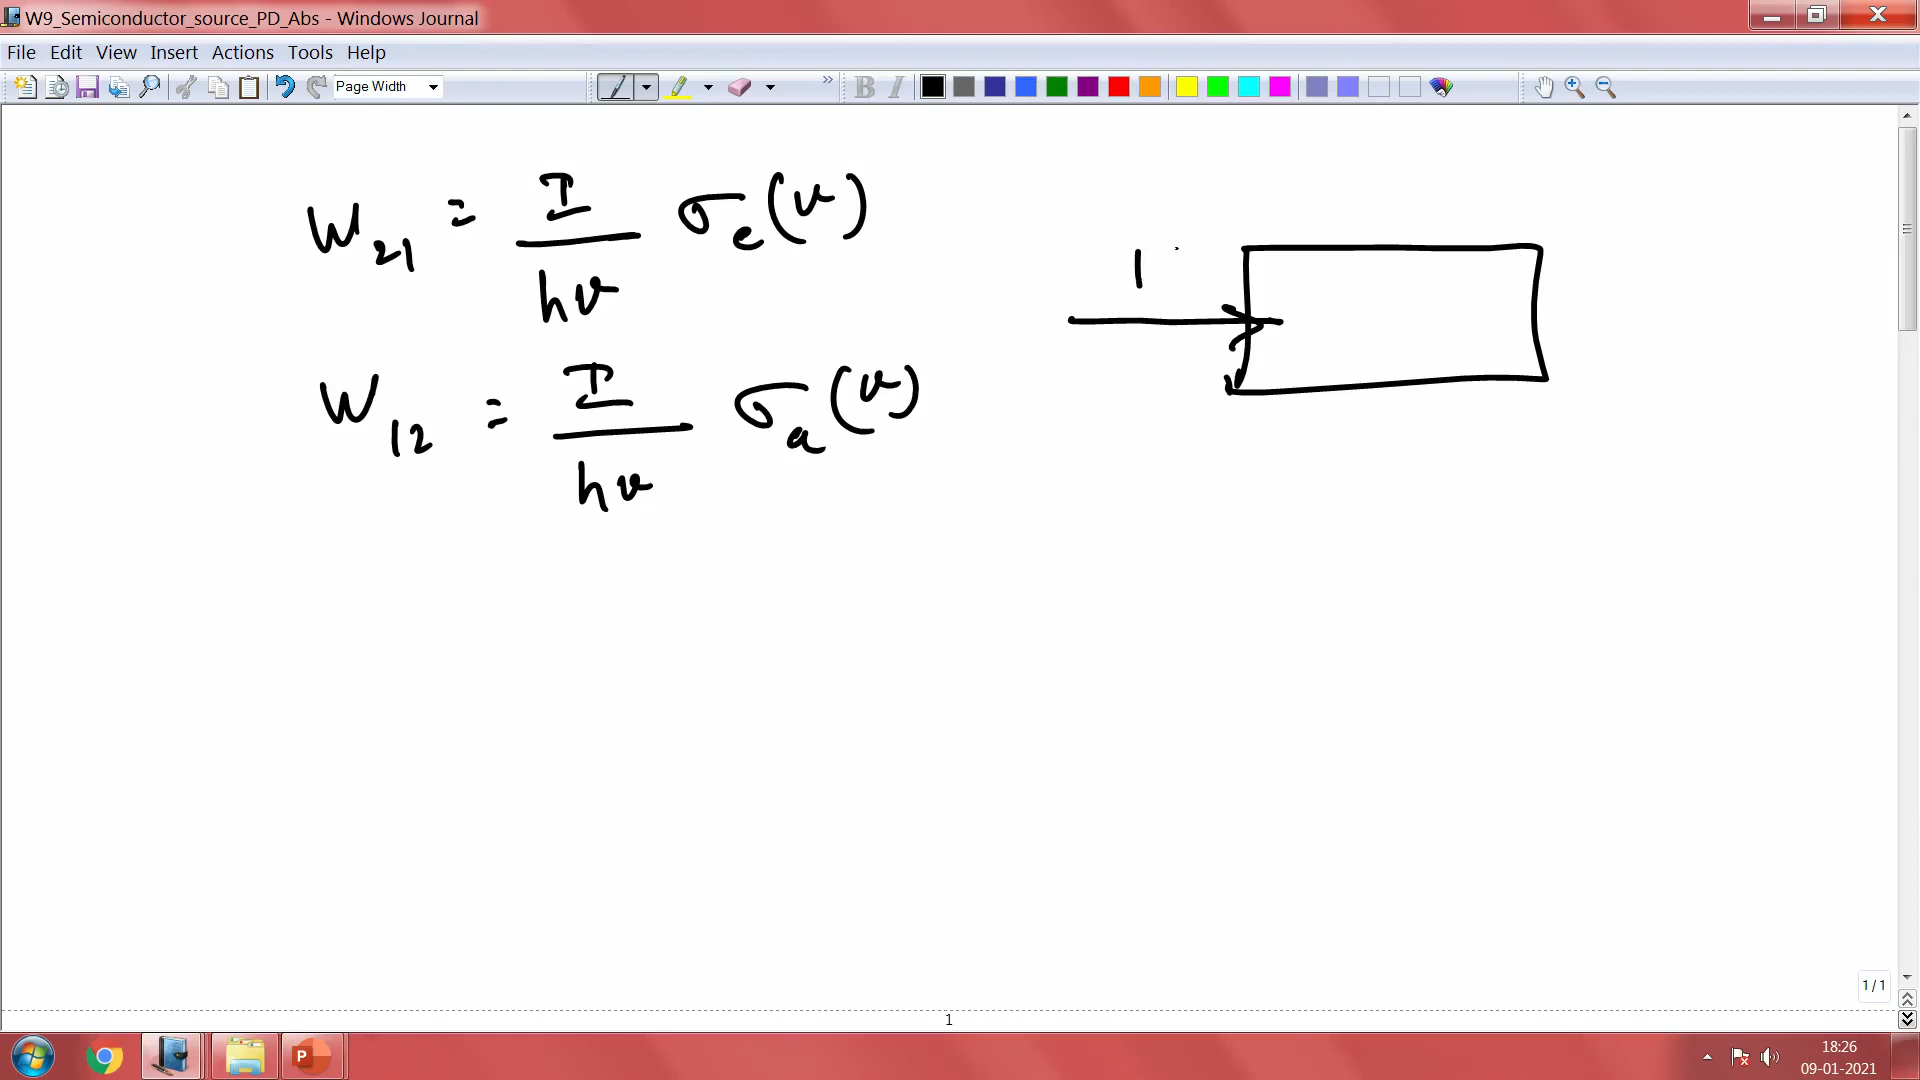 W9_Semiconductor_source_PD_Abs - Windows Journal
File Edit View Insert Actions Tools Help
Page Width
B I
W₂₁ = I/hν σₑ(ν)
I
W₁₂ = I/hν σₐ(ν)
1 / 1
1
18:26
09-01-2021